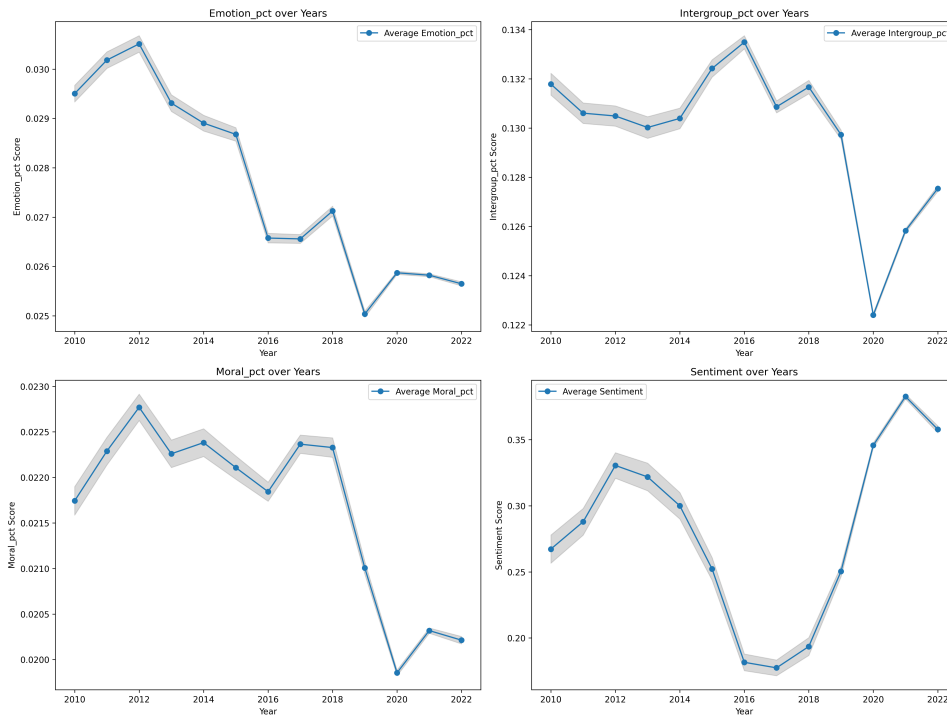 Emotion_pct over Years
Average Emotion_pct
0.030
0.029
0.028
0.027
0.026
0.025
Emotion_pct Score
2010 2012 2014 2016 2018 2020 2022
Year
Intergroup_pct over Years
Average Intergroup_pct
0.134
0.132
0.130
0.128
0.126
0.124
0.122
Intergroup_pct Score
2010 2012 2014 2016 2018 2020 2022
Year
Moral_pct over Years
Average Moral_pct
0.0230
0.0225
0.0220
0.0215
0.0210
0.0205
0.0200
Moral_pct Score
2010 2012 2014 2016 2018 2020 2022
Year
Sentiment over Years
Average Sentiment
0.35
0.30
0.25
0.20
Sentiment Score
2010 2012 2014 2016 2018 2020 2022
Year